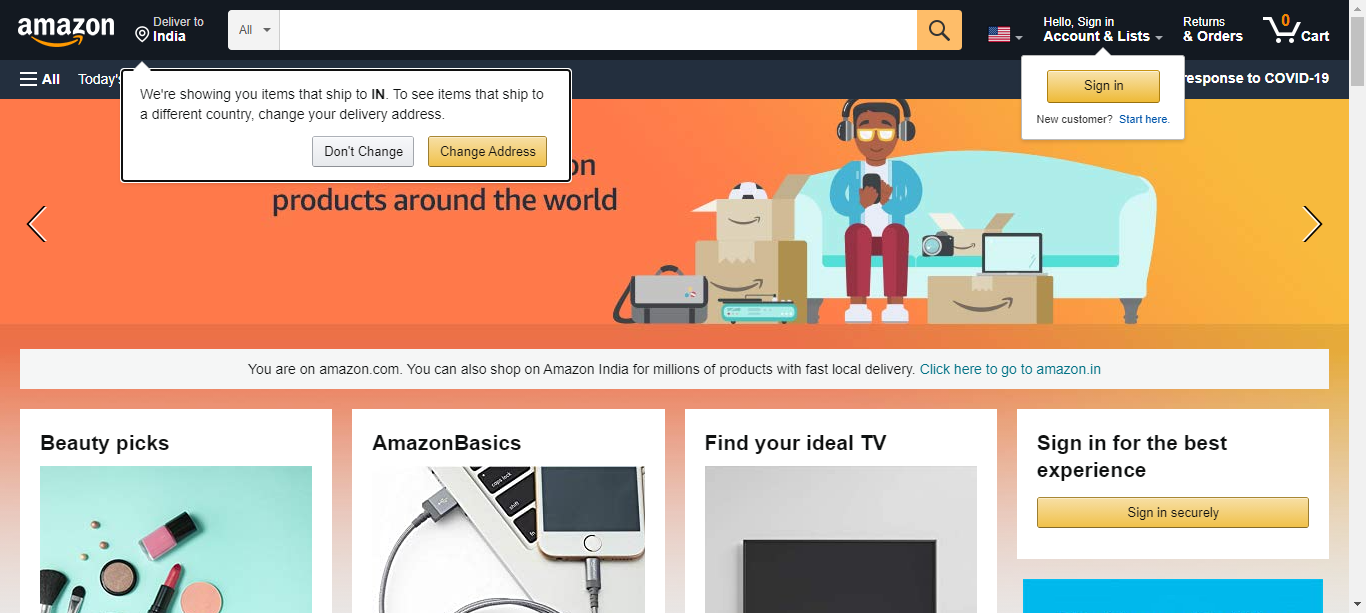 amazon
Deliver to
India
All
Hello, Sign in
Account & Lists
Returns
& Orders
0
Cart
All
Today's
response to COVID-19
We're showing you items that ship to IN. To see items that ship to
a different country, change your delivery address.
Don't Change
Change Address
Sign in
New customer? Start here.
on
products around the world
You are on amazon.com. You can also shop on Amazon India for millions of products with fast local delivery. Click here to go to amazon.in
Beauty picks
AmazonBasics
Find your ideal TV
Sign in for the best
experience
Sign in securely
caps lock
shift